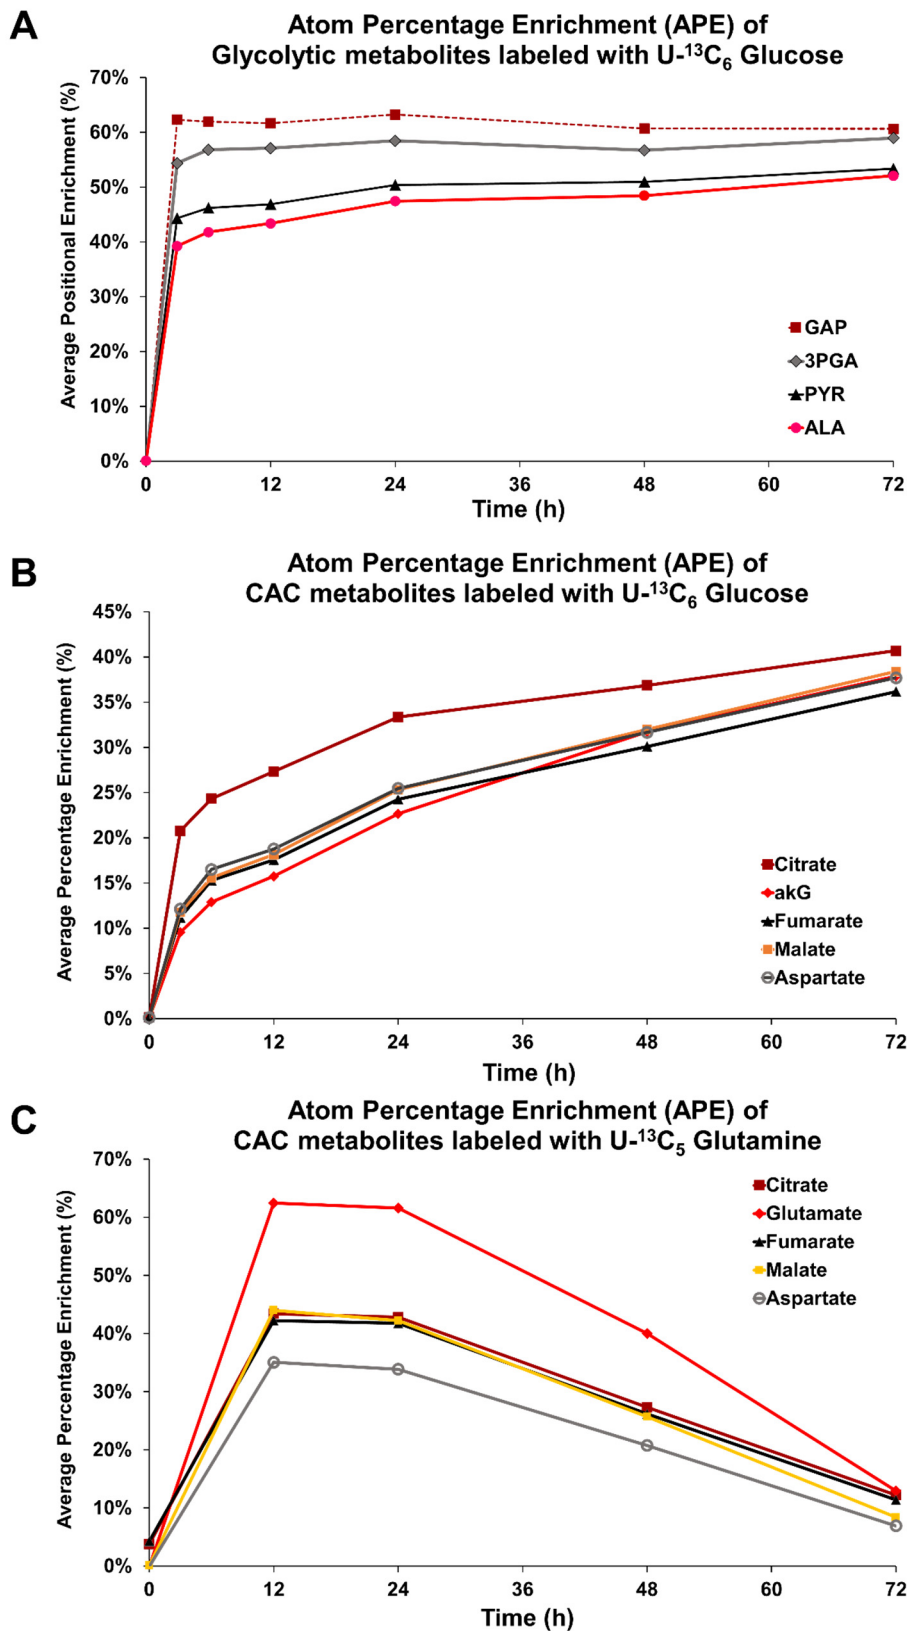 A
Atom Percentage Enrichment (APE) of
Glycolytic metabolites labeled with U-¹³C₆ Glucose
Average Positional Enrichment (%)
70%
60%
50%
40%
30%
20%
10%
0%
GAP
3PGA
PYR
ALA
0 12 24 36 48 60 72
Time (h)
B
Atom Percentage Enrichment (APE) of
CAC metabolites labeled with U-¹³C₆ Glucose
Average Percentage Enrichment (%)
45%
40%
35%
30%
25%
20%
15%
10%
5%
0%
Citrate
akG
Fumarate
Malate
Aspartate
0 12 24 36 48 60 72
Time (h)
C
Atom Percentage Enrichment (APE) of
CAC metabolites labeled with U-¹³C₅ Glutamine
Average Percentage Enrichment (%)
70%
60%
50%
40%
30%
20%
10%
0%
Citrate
Glutamate
Fumarate
Malate
Aspartate
0 12 24 36 48 60 72
Time (h)